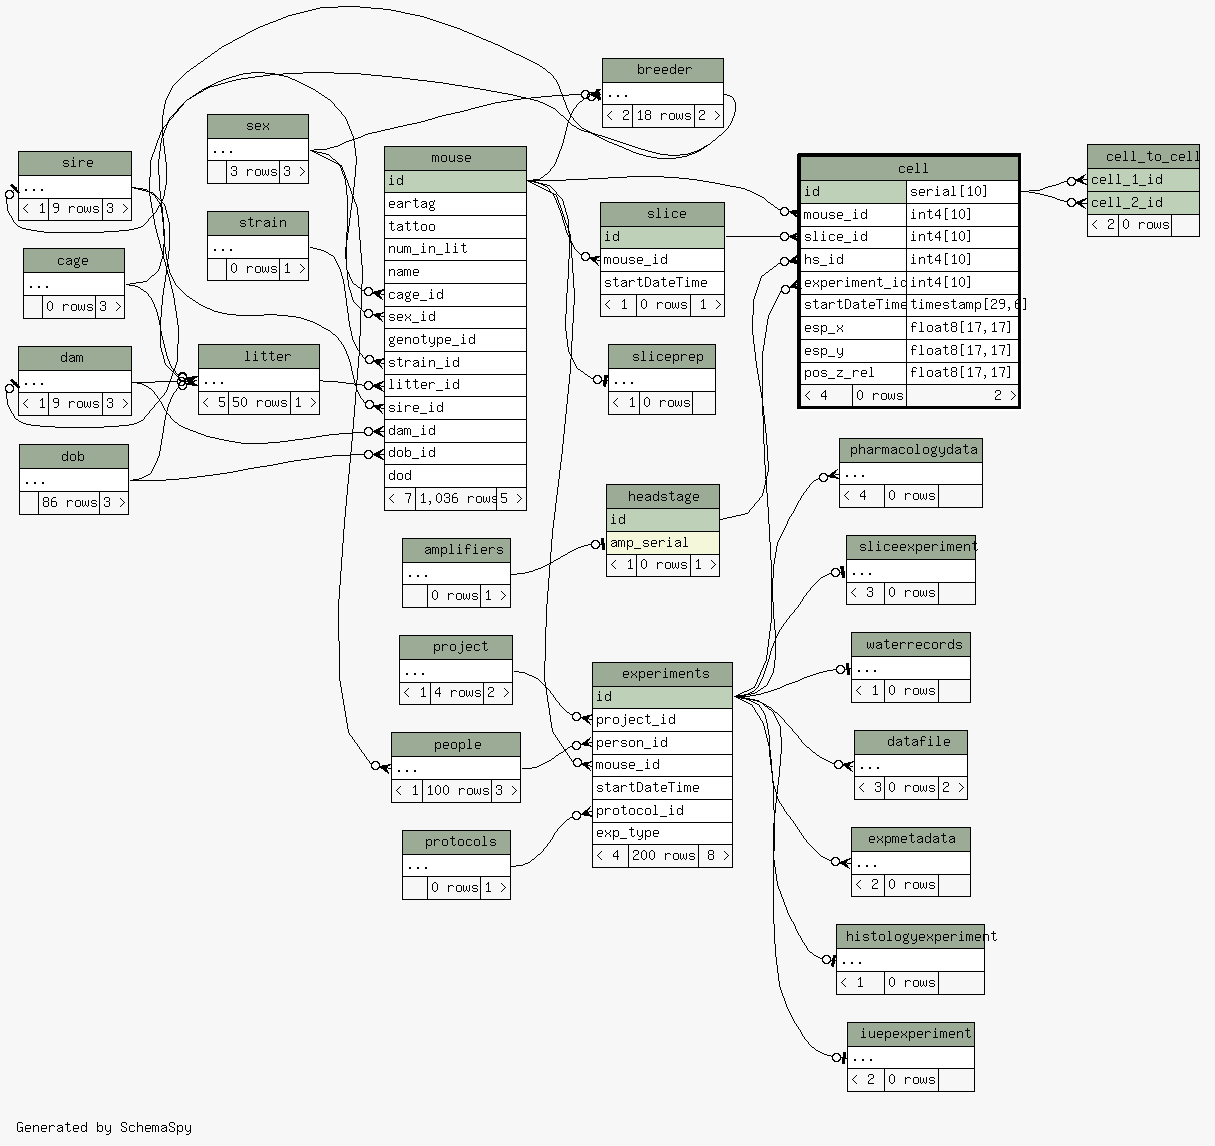 breeder
...
< 2 18 rows 2 >
sex
...
3 rows 3 >
sire
...
< 1 9 rows 3 >
strain
...
0 rows 1 >
cage
...
0 rows 3 >
dam
...
< 1 9 rows 3 >
litter
...
< 5 50 rows 1 >
dob
...
86 rows 3 >
mouse
id
eartag
tattoo
num_in_lit
name
cage_id
sex_id
genotype_id
strain_id
litter_id
sire_id
dam_id
dob_id
dod
< 7 1,036 rows 5 >
slice
id
mouse_id
startDateTime
< 1 0 rows 1 >
sliceprep
...
< 1 0 rows
cell
id serial[10]
mouse_id int4[10]
slice_id int4[10]
hs_id int4[10]
experiment_id int4[10]
startDateTime timestamp[29,6]
esp_x float8[17,17]
esp_y float8[17,17]
pos_z_rel float8[17,17]
< 4 0 rows 2 >
cell_to_cell
cell_1_id
cell_2_id
< 2 0 rows
headstage
id
amp_serial
< 1 0 rows 1 >
amplifiers
...
0 rows 1 >
project
...
< 1 4 rows 2 >
people
...
< 1 100 rows 3 >
protocols
...
0 rows 1 >
experiments
id
project_id
person_id
mouse_id
startDateTime
protocol_id
exp_type
< 4 200 rows 8 >
pharmacologydata
...
< 4 0 rows
sliceexperiment
...
< 3 0 rows
waterrecords
...
< 1 0 rows
datafile
...
< 3 0 rows 2 >
expmetadata
...
< 2 0 rows
histologyexperiment
...
< 1 0 rows
iuepexperiment
...
< 2 0 rows
Generated by SchemaSpy